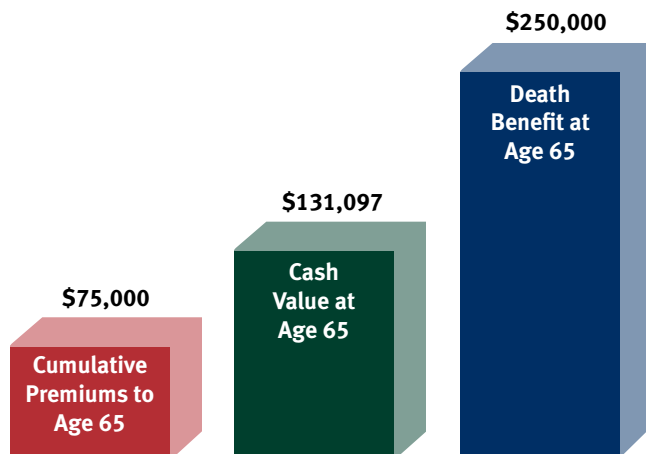 $250,000
Death
Benefit at
Age 65
$131,097
Cash
Value at
Age 65
$75,000
Cumulative
Premiums to
Age 65